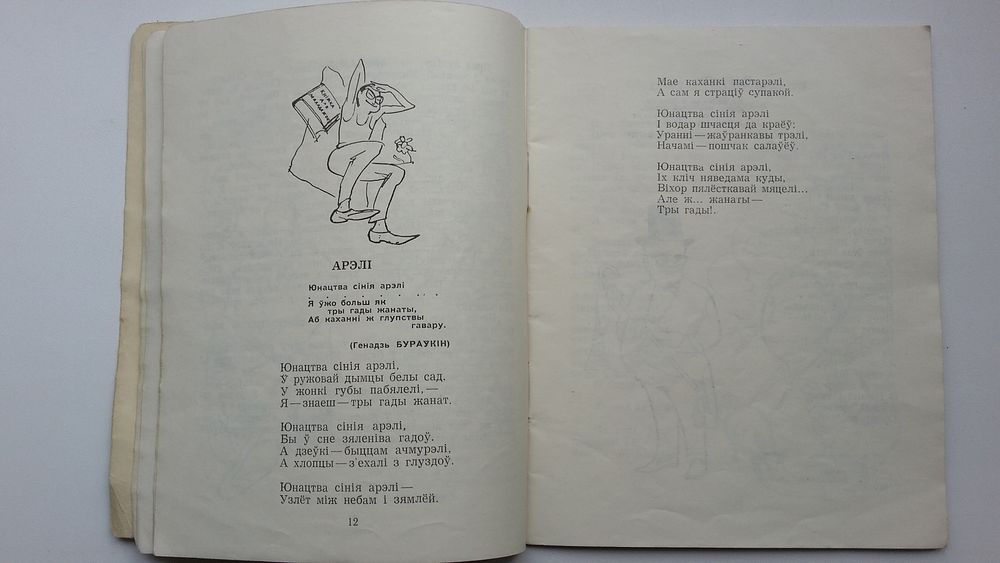 АРЭЛІ
Юнацтва сінія арэлі
. . . . . . . . . .
Я ўжо больш як
тры гады жанаты,
Аб каханні ж глупствы
гавару.
(Генадзь БУРАЎКІН)
Юнацтва сінія арэлі,
Ў ружовай дымцы белы сад.
У жонкі губы пабялелі,—
Я—знаеш—тры гады жанат.
Юнацтва сінія арэлі,
Бы ў сне зяленіва гадоў.
А дзеўкі—быццам ачмурэлі,
А хлопцы—з'ехалі з глуздоў.
Юнацтва сінія арэлі—
Узлёт між небам і зямлёй.
12
Мае каханкі пастарэлі,
А сам я страціў супакой.
Юнацтва сінія арэлі
І водар шчасця да краёў:
Уранні—жаўранкавы трэлі,
Начамі—пошчак салаўёў.
Юнацтва сінія арэлі,
Іх кліч няведама куды,
Віхор пялёсткавай мяцелі...
Але ж... жанаты—
Тры гады!.